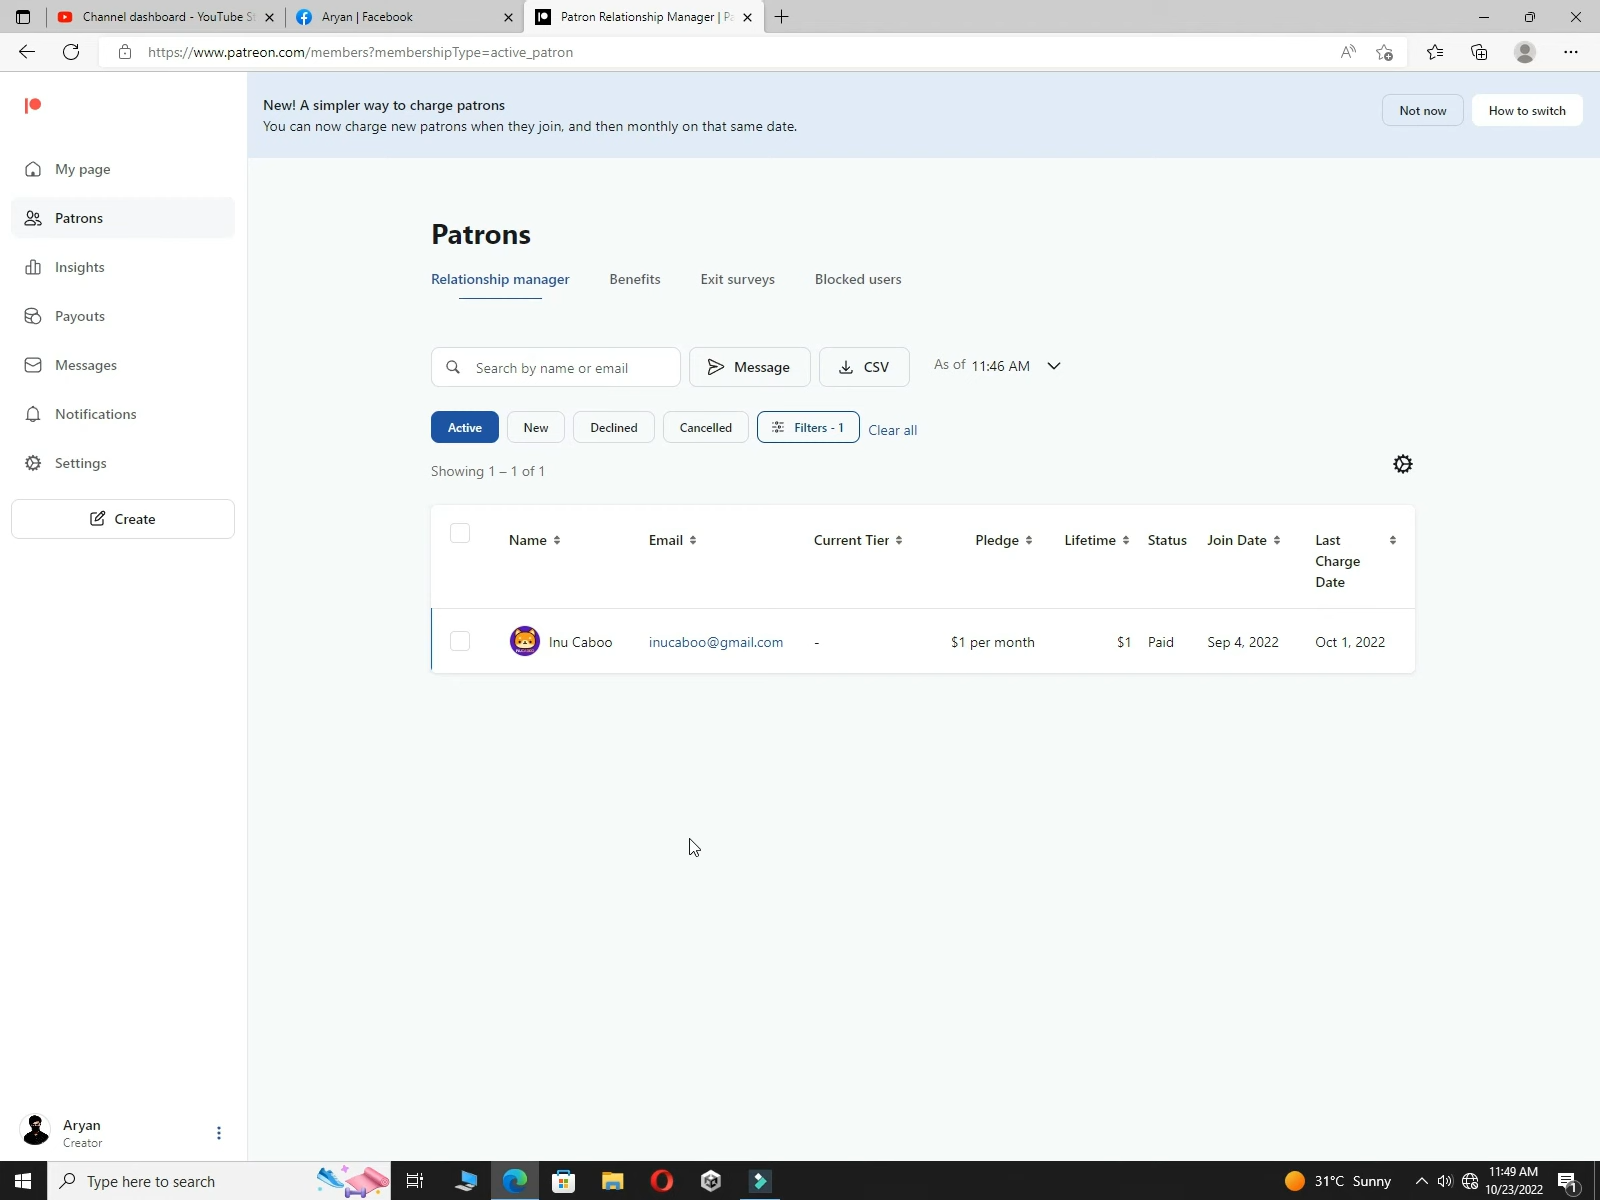 Channel dashboard - YouTube St
Aryan | Facebook
Patron Relationship Manager | Pa
https://www.patreon.com/members?membershipType=active_patron
New! A simpler way to charge patrons
You can now charge new patrons when they join, and then monthly on that same date.
Not now
How to switch
My page
Patrons
Insights
Payouts
Messages
Notifications
Settings
Create
Patrons
Relationship manager
Benefits
Exit surveys
Blocked users
Search by name or email
Message
CSV
As of 11:46 AM
Active
New
Declined
Cancelled
Filters - 1
Clear all
Showing 1 – 1 of 1
Name
Email
Current Tier
Pledge
Lifetime
Status
Join Date
Last
Charge
Date
Inu Caboo
inucaboo@gmail.com
-
$1 per month
$1
Paid
Sep 4, 2022
Oct 1, 2022
Aryan
Creator
Type here to search
31°C Sunny
11:49 AM
10/23/2022
1